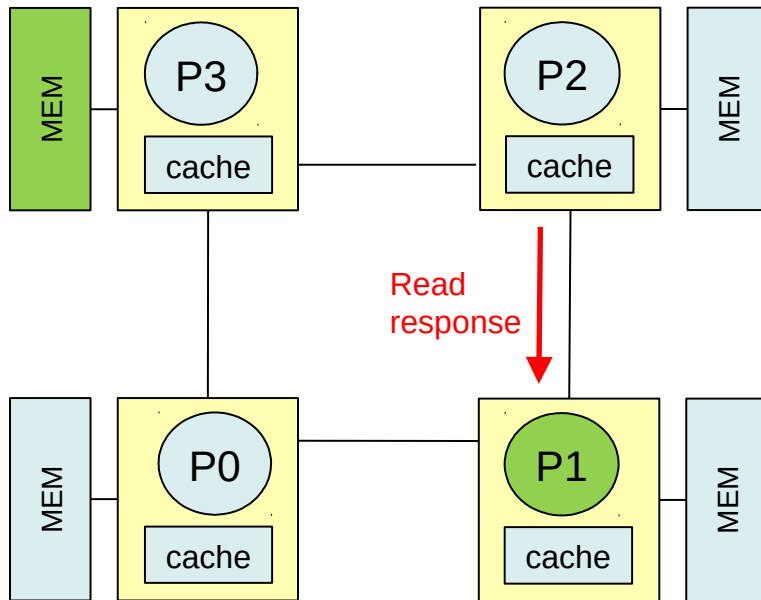 MEM
P3
cache
P2
cache
MEM
Read
response
MEM
P0
cache
P1
cache
MEM